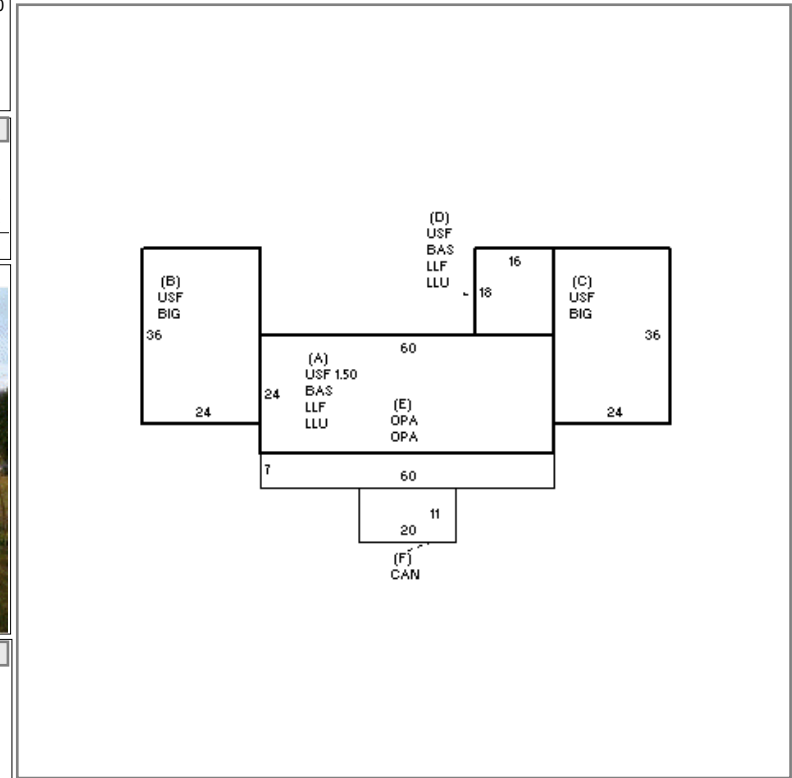 (D)
USF
BAS
LLF
LLU
16
18
(B)
USF
BIG
36
24
(C)
USF
BIG
36
24
60
(A)
USF 1.50
BAS
LLF
LLU
24
(E)
OPA
OPA
7
60
11
20
(F)
CAN